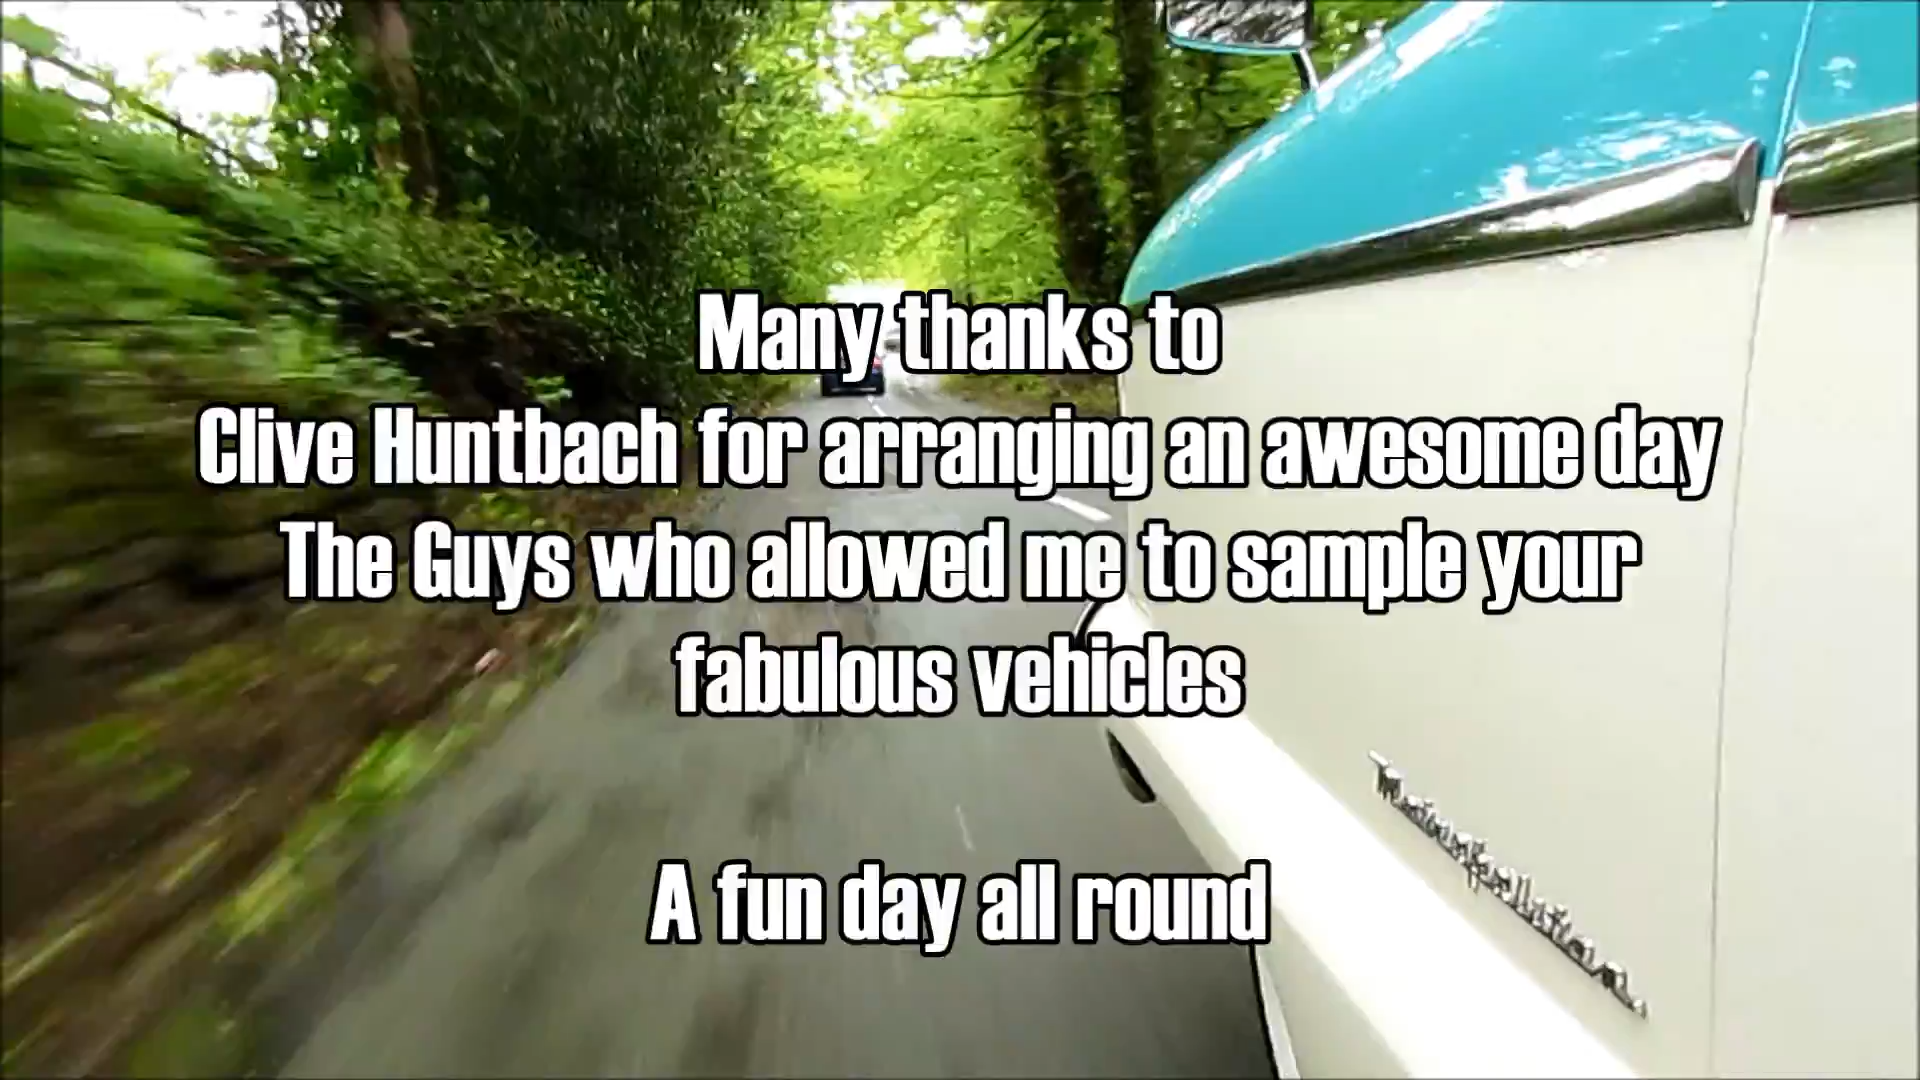 Many thanks to
Clive Huntbach for arranging an awesome day
The Guys who allowed me to sample your
fabulous vehicles
A fun day all round
Metropolitan